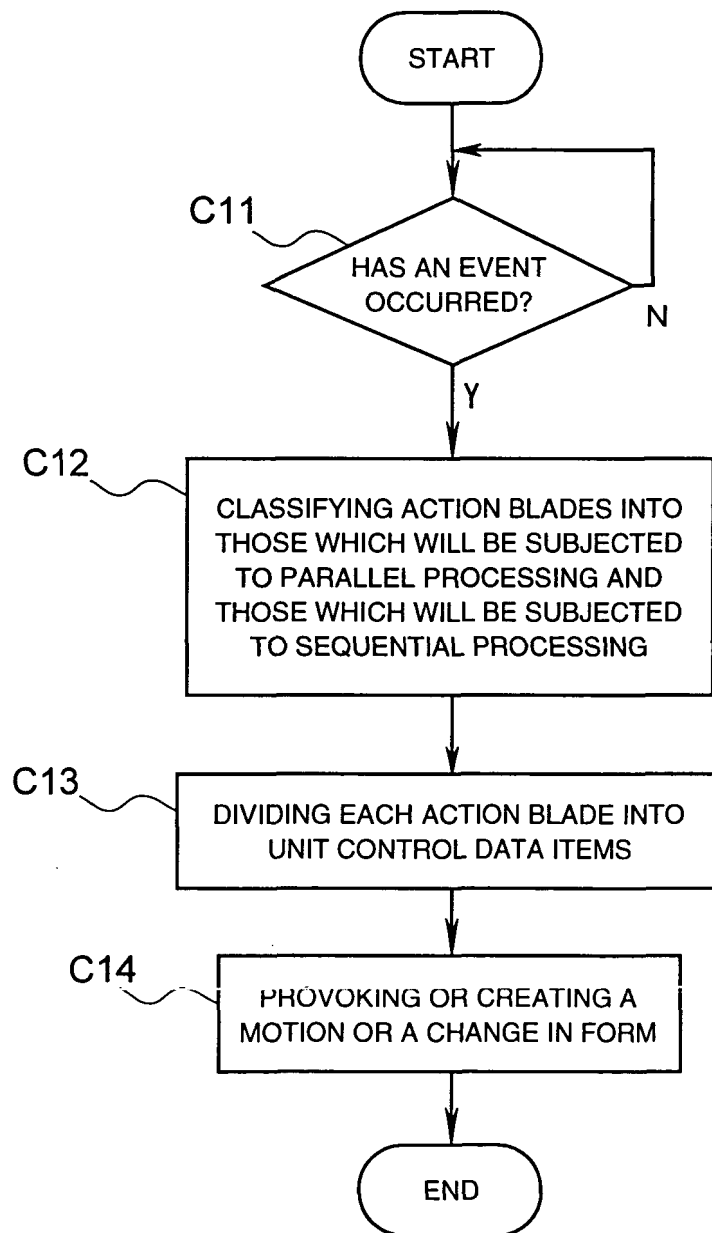 START
C11
HAS AN EVENT
OCCURRED?
N
Y
C12
CLASSIFYING ACTION BLADES INTO
THOSE WHICH WILL BE SUBJECTED
TO PARALLEL PROCESSING AND
THOSE WHICH WILL BE SUBJECTED
TO SEQUENTIAL PROCESSING
C13
DIVIDING EACH ACTION BLADE INTO
UNIT CONTROL DATA ITEMS
C14
PROVOKING OR CREATING A
MOTION OR A CHANGE IN FORM
END